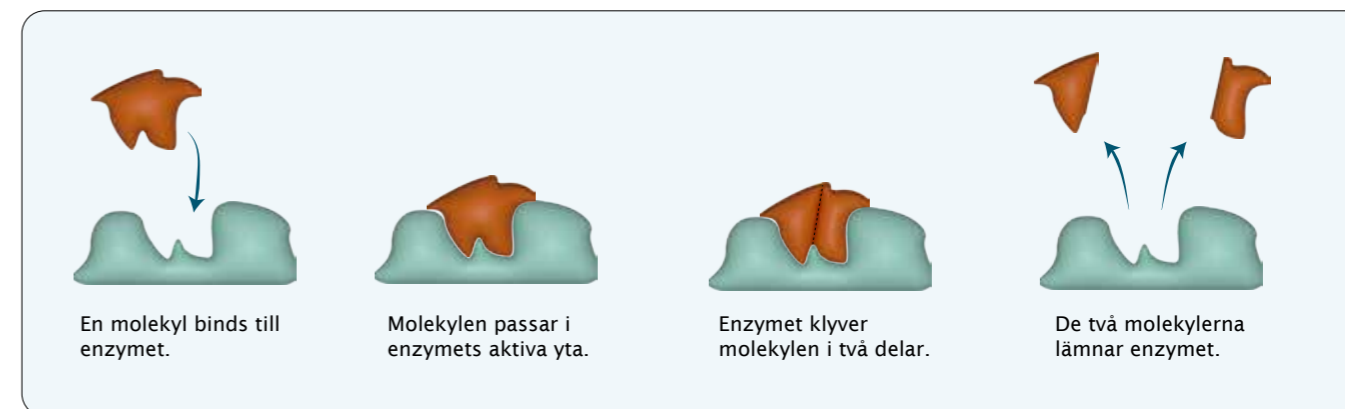 En molekyl binds till
enzymet.
Molekylen passar i
enzymets aktiva yta.
Enzymet klyver
molekylen i två delar.
De två molekylerna
lämnar enzymet.